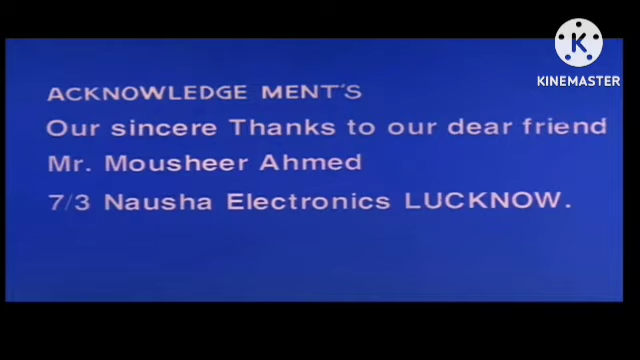 K
KINEMASTER
ACKNOWLEDGE MENT'S
Our sincere Thanks to our dear friend
Mr. Mousheer Ahmed
7/3 Nausha Electronics LUCKNOW.